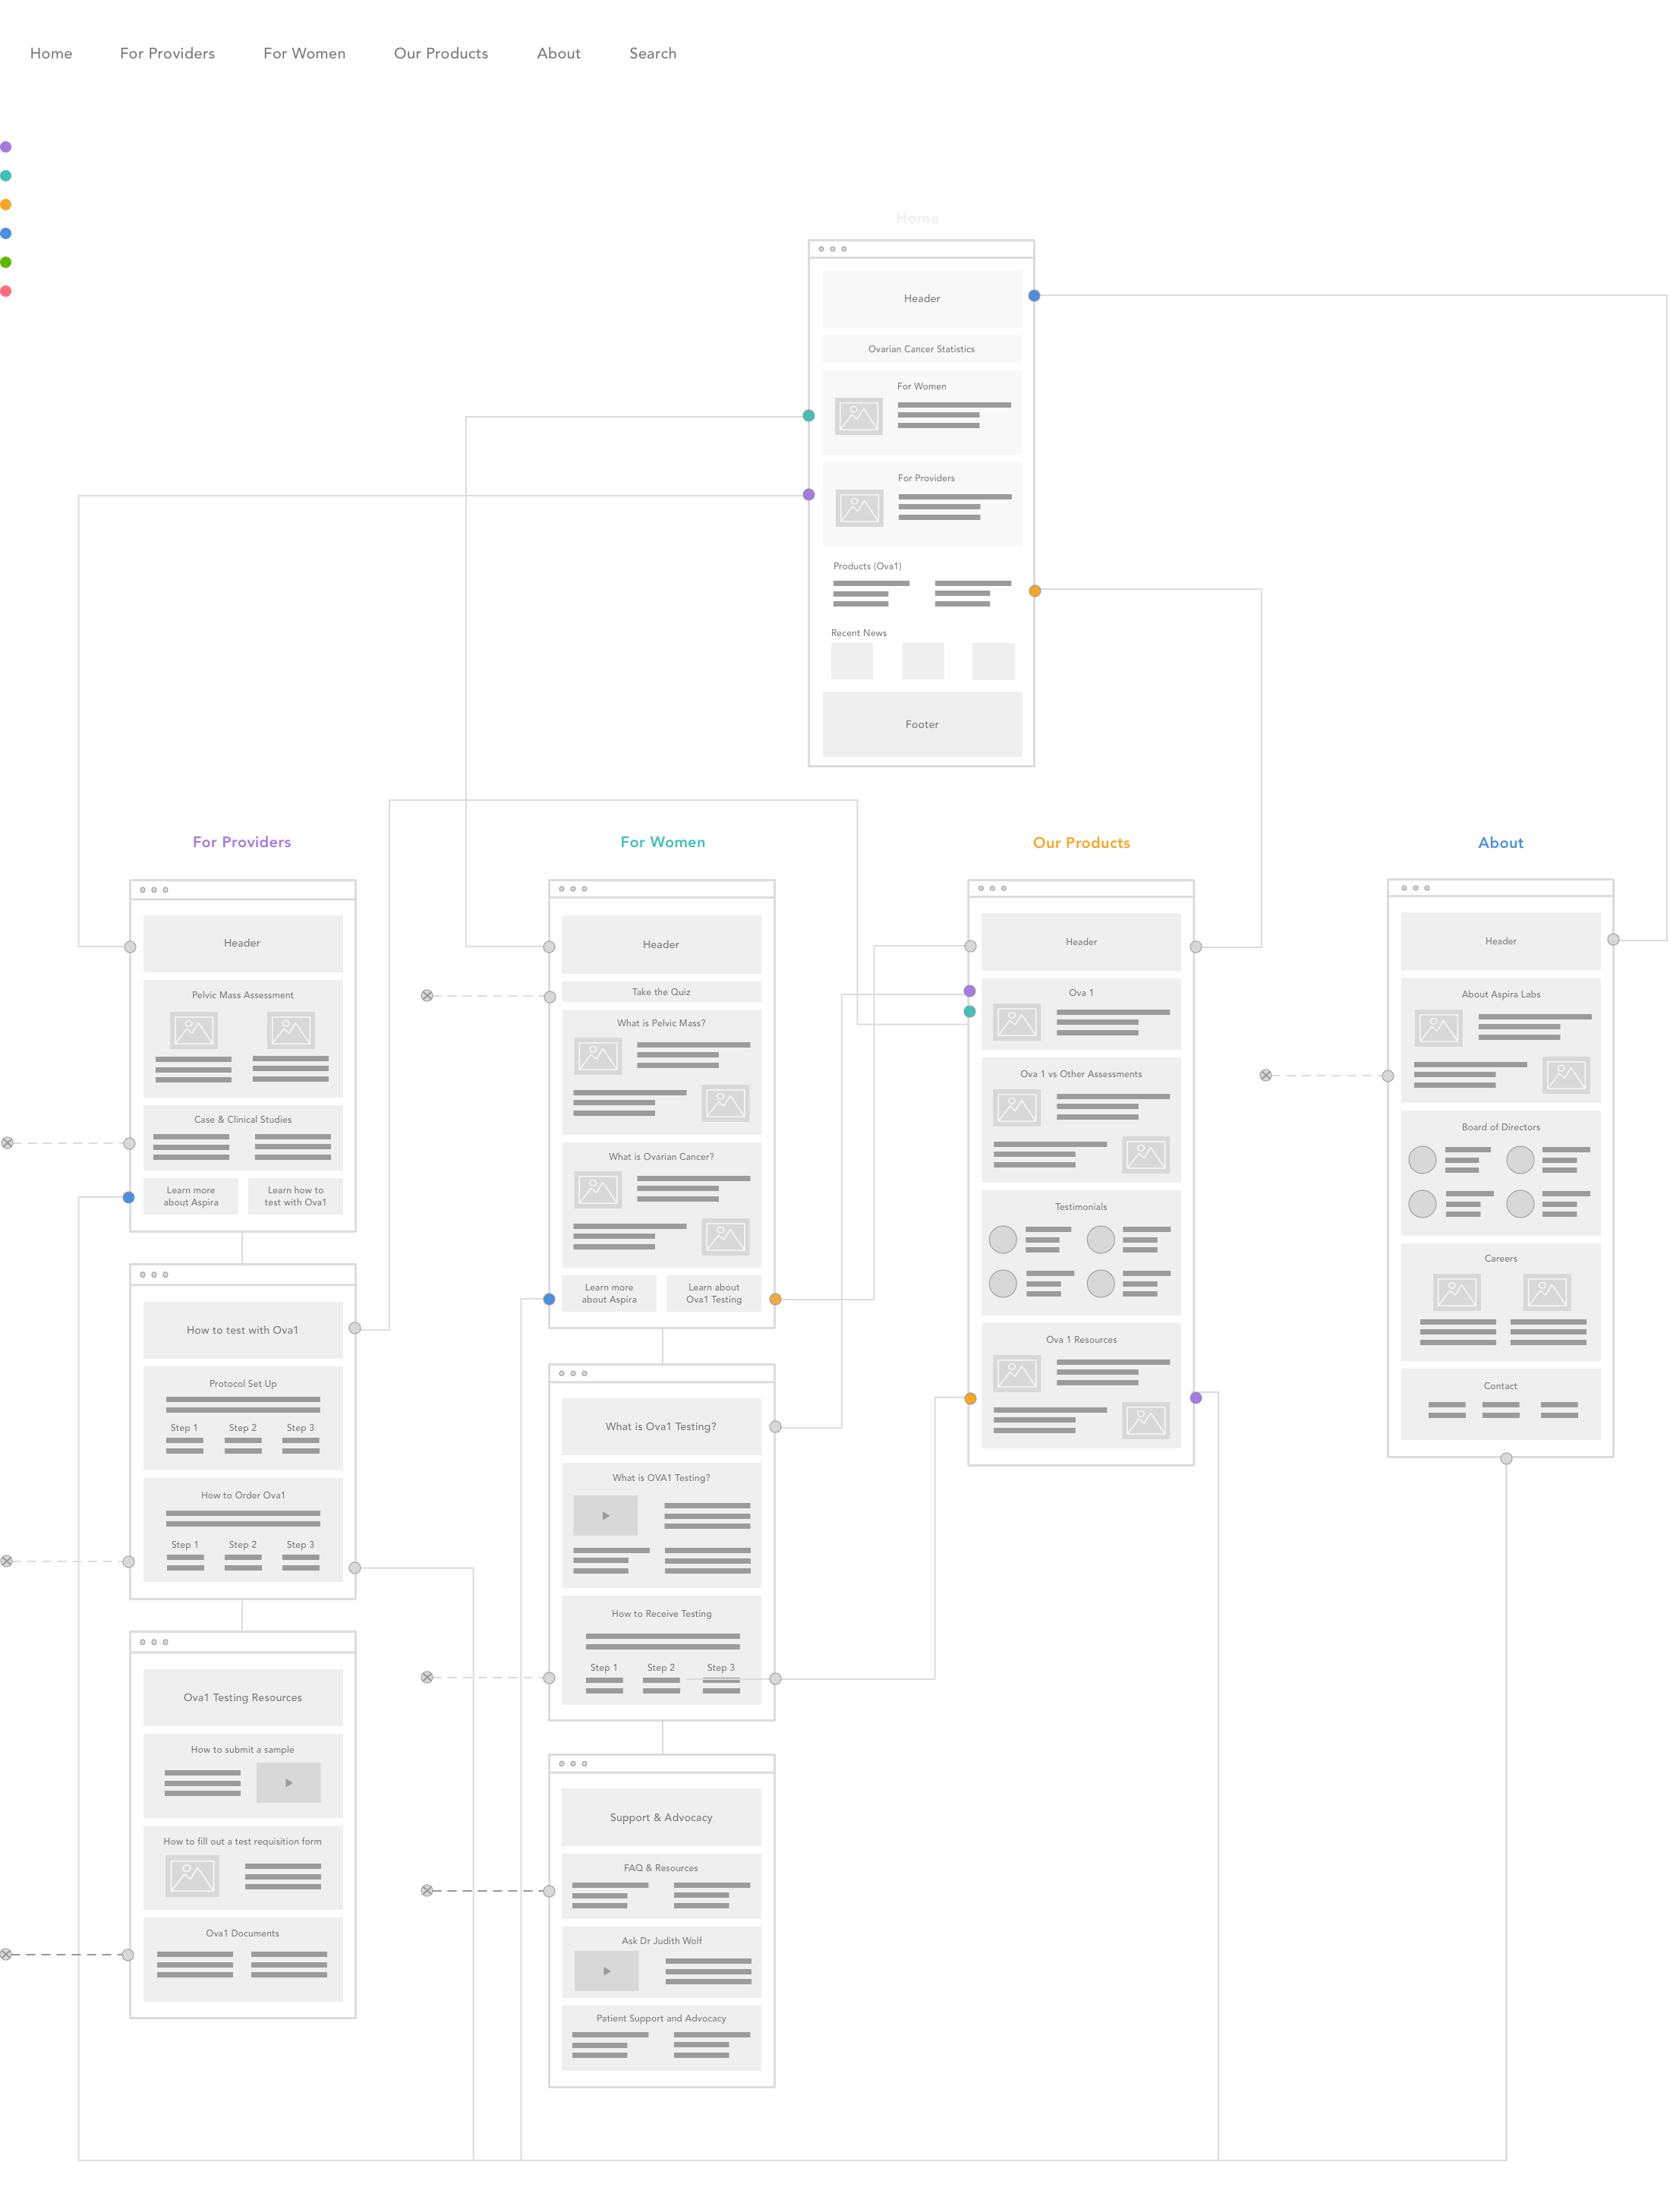 Home
For Providers
For Women
Our Products
About
Search
Home
Header
Ovarian Cancer Statistics
For Women
For Providers
Products (Ova1)
Recent News
Footer
For Providers
Header
Pelvic Mass Assessment
Case & Clinical Studies
Learn more
about Aspira
Learn how to
test with Ova1
How to test with Ova1
Protocol Set Up
Step 1
Step 2
Step 3
How to Order Ova1
Step 1
Step 2
Step 3
Ova1 Testing Resources
How to submit a sample
How to fill out a test requisition form
Ova1 Documents
For Women
Header
Take the Quiz
What is Pelvic Mass?
What is Ovarian Cancer?
Learn more
about Aspira
Learn about
Ova1 Testing
What is Ova1 Testing?
What is OVA1 Testing?
How to Receive Testing
Step 1
Step 2
Step 3
Support & Advocacy
FAQ & Resources
Ask Dr Judith Wolf
Patient Support and Advocacy
Our Products
Header
Ova 1
Ova 1 vs Other Assessments
Testimonials
Ova 1 Resources
About
Header
About Aspira Labs
Board of Directors
Careers
Contact